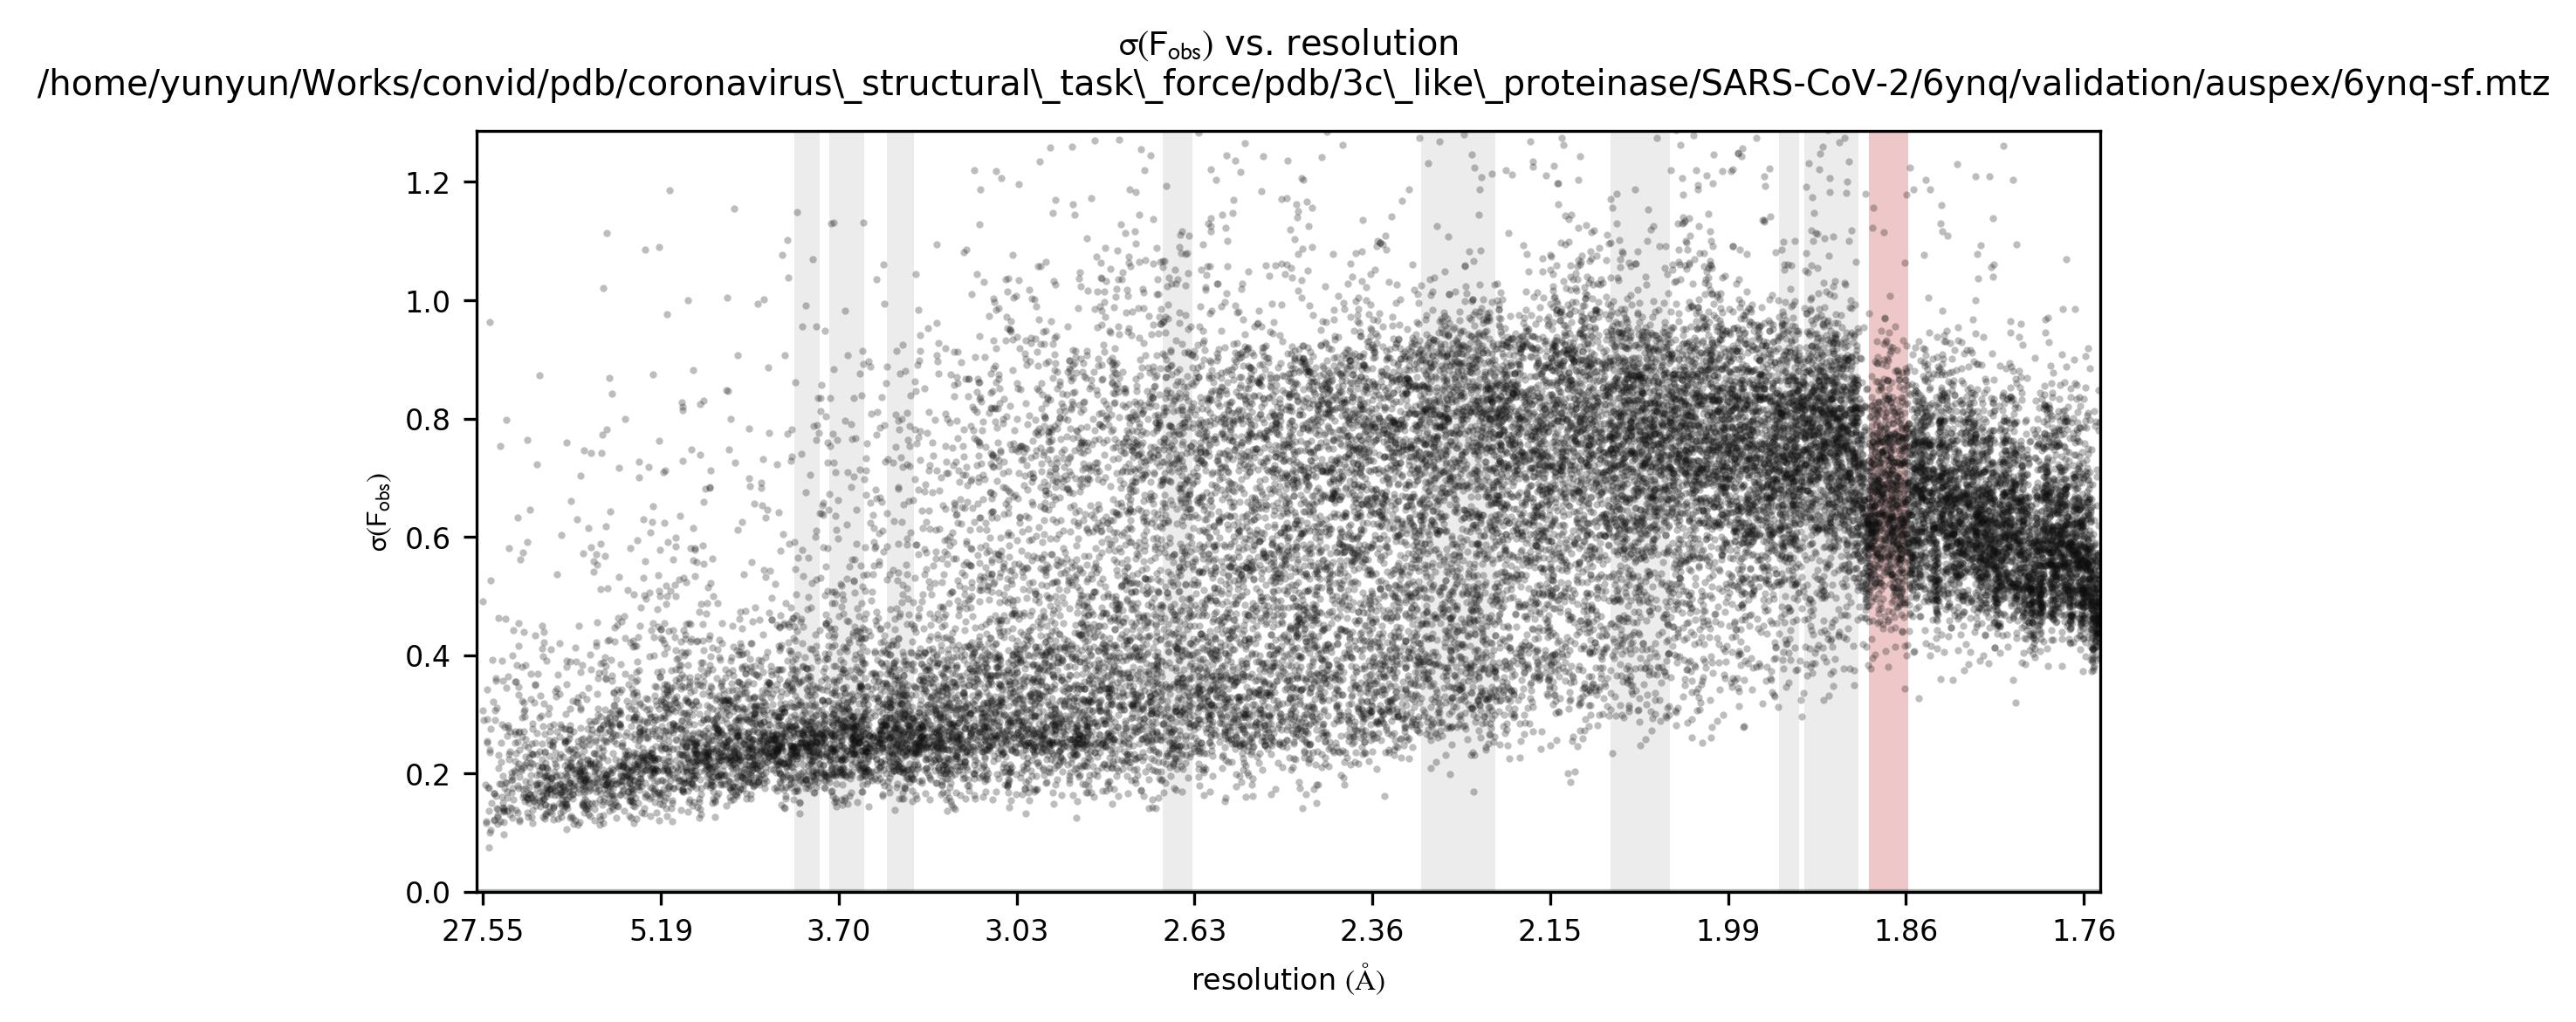 σ(Fobs) vs. resolution
/home/yunyun/Works/convid/pdb/coronavirus\_structural\_task\_force/pdb/3c\_like\_proteinase/SARS-CoV-2/6ynq/validation/auspex/6ynq-sf.mtz
σ(Fobs)
1.2
1.0
0.8
0.6
0.4
0.2
0.0
27.55 5.19 3.70 3.03 2.63 2.36 2.15 1.99 1.86 1.76
resolution (Å)